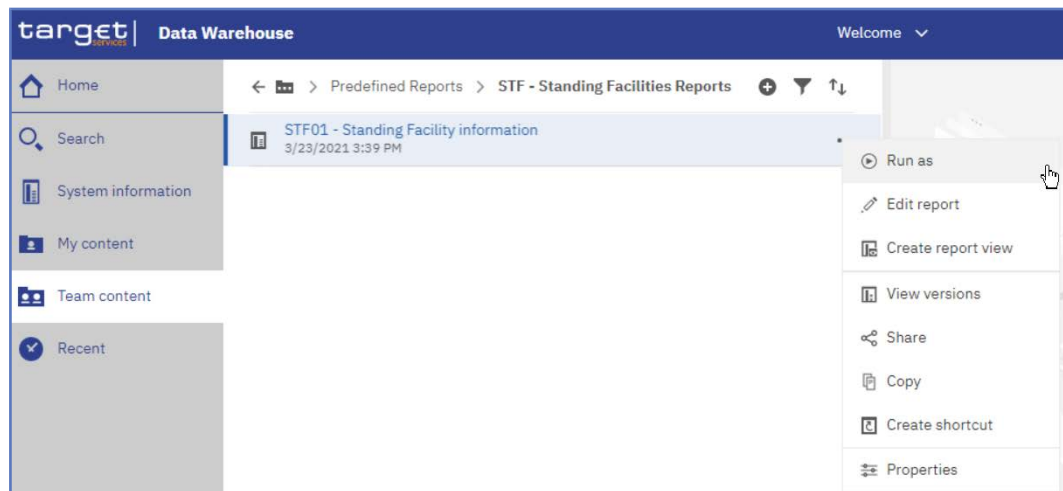 target services Data Warehouse Welcome
Home
Predefined Reports > STF - Standing Facilities Reports
Search
STF01 - Standing Facility information
3/23/2021 3:39 PM
System information
My content
Team content
Recent
Run as
Edit report
Create report view
View versions
Share
Copy
Create shortcut
Properties